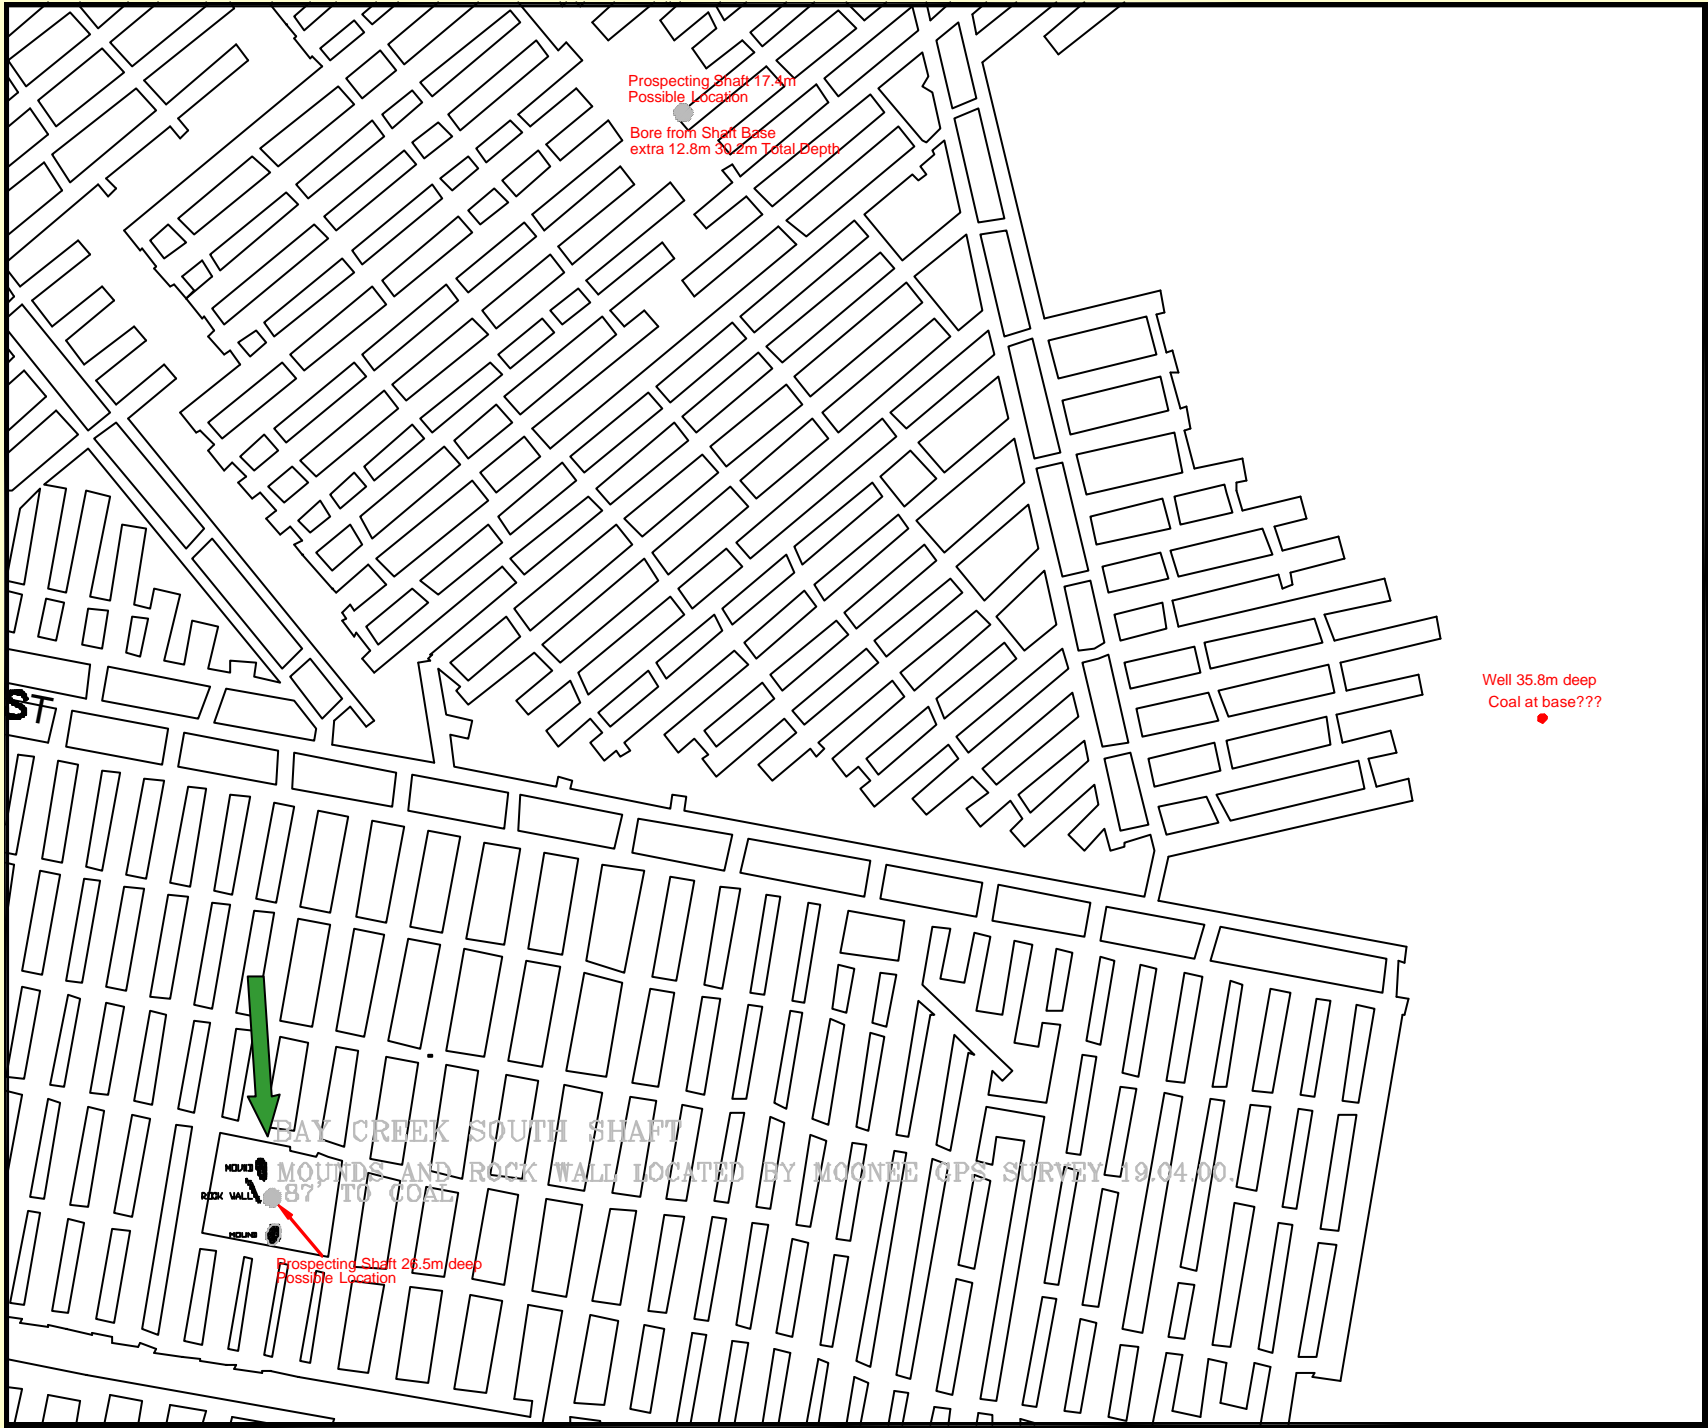 Prospecting Shaft 17.4m
Possible Location
Bore from Shaft Base
extra 12.8m 30.2m Total Depth
Well 35.8m deep
Coal at base???
ST
BAY CREEK SOUTH SHAFT
MOUND
MOUNDS AND ROCK WALL LOCATED BY MOONEE GPS SURVEY 19.04.00.
ROCK WALL
87' TO COAL
MOUND
Prospecting Shaft 26.5m deep
Possible Location